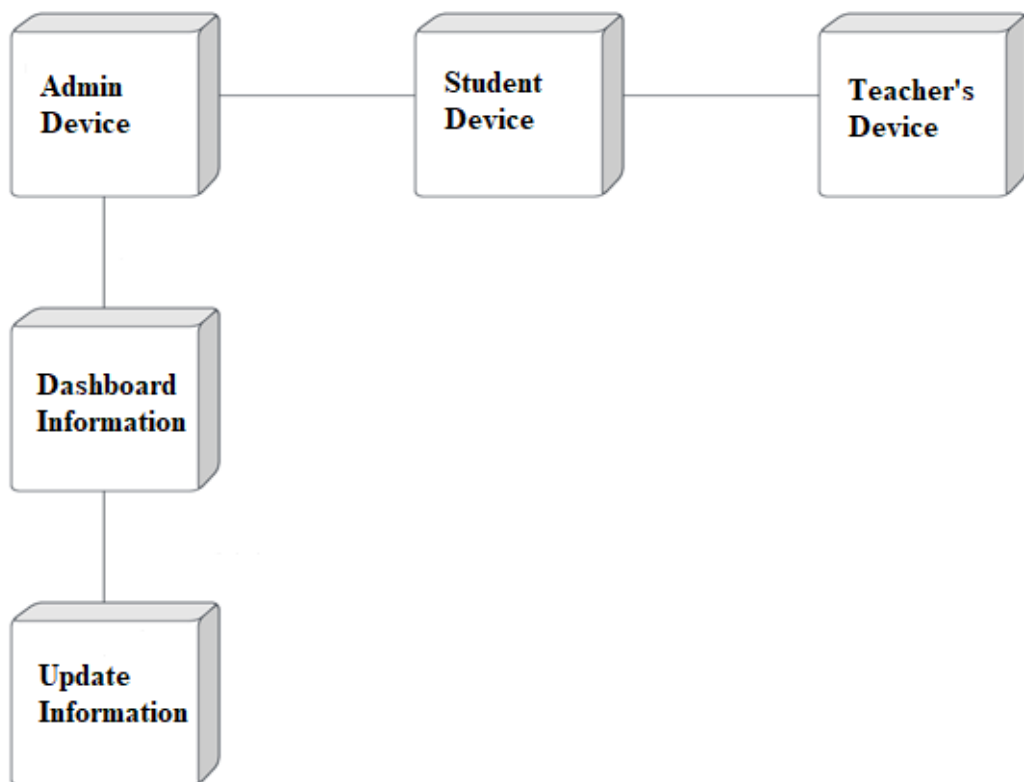 Admin
Device
Student
Device
Teacher's
Device
Dashboard
Information
Update
Information